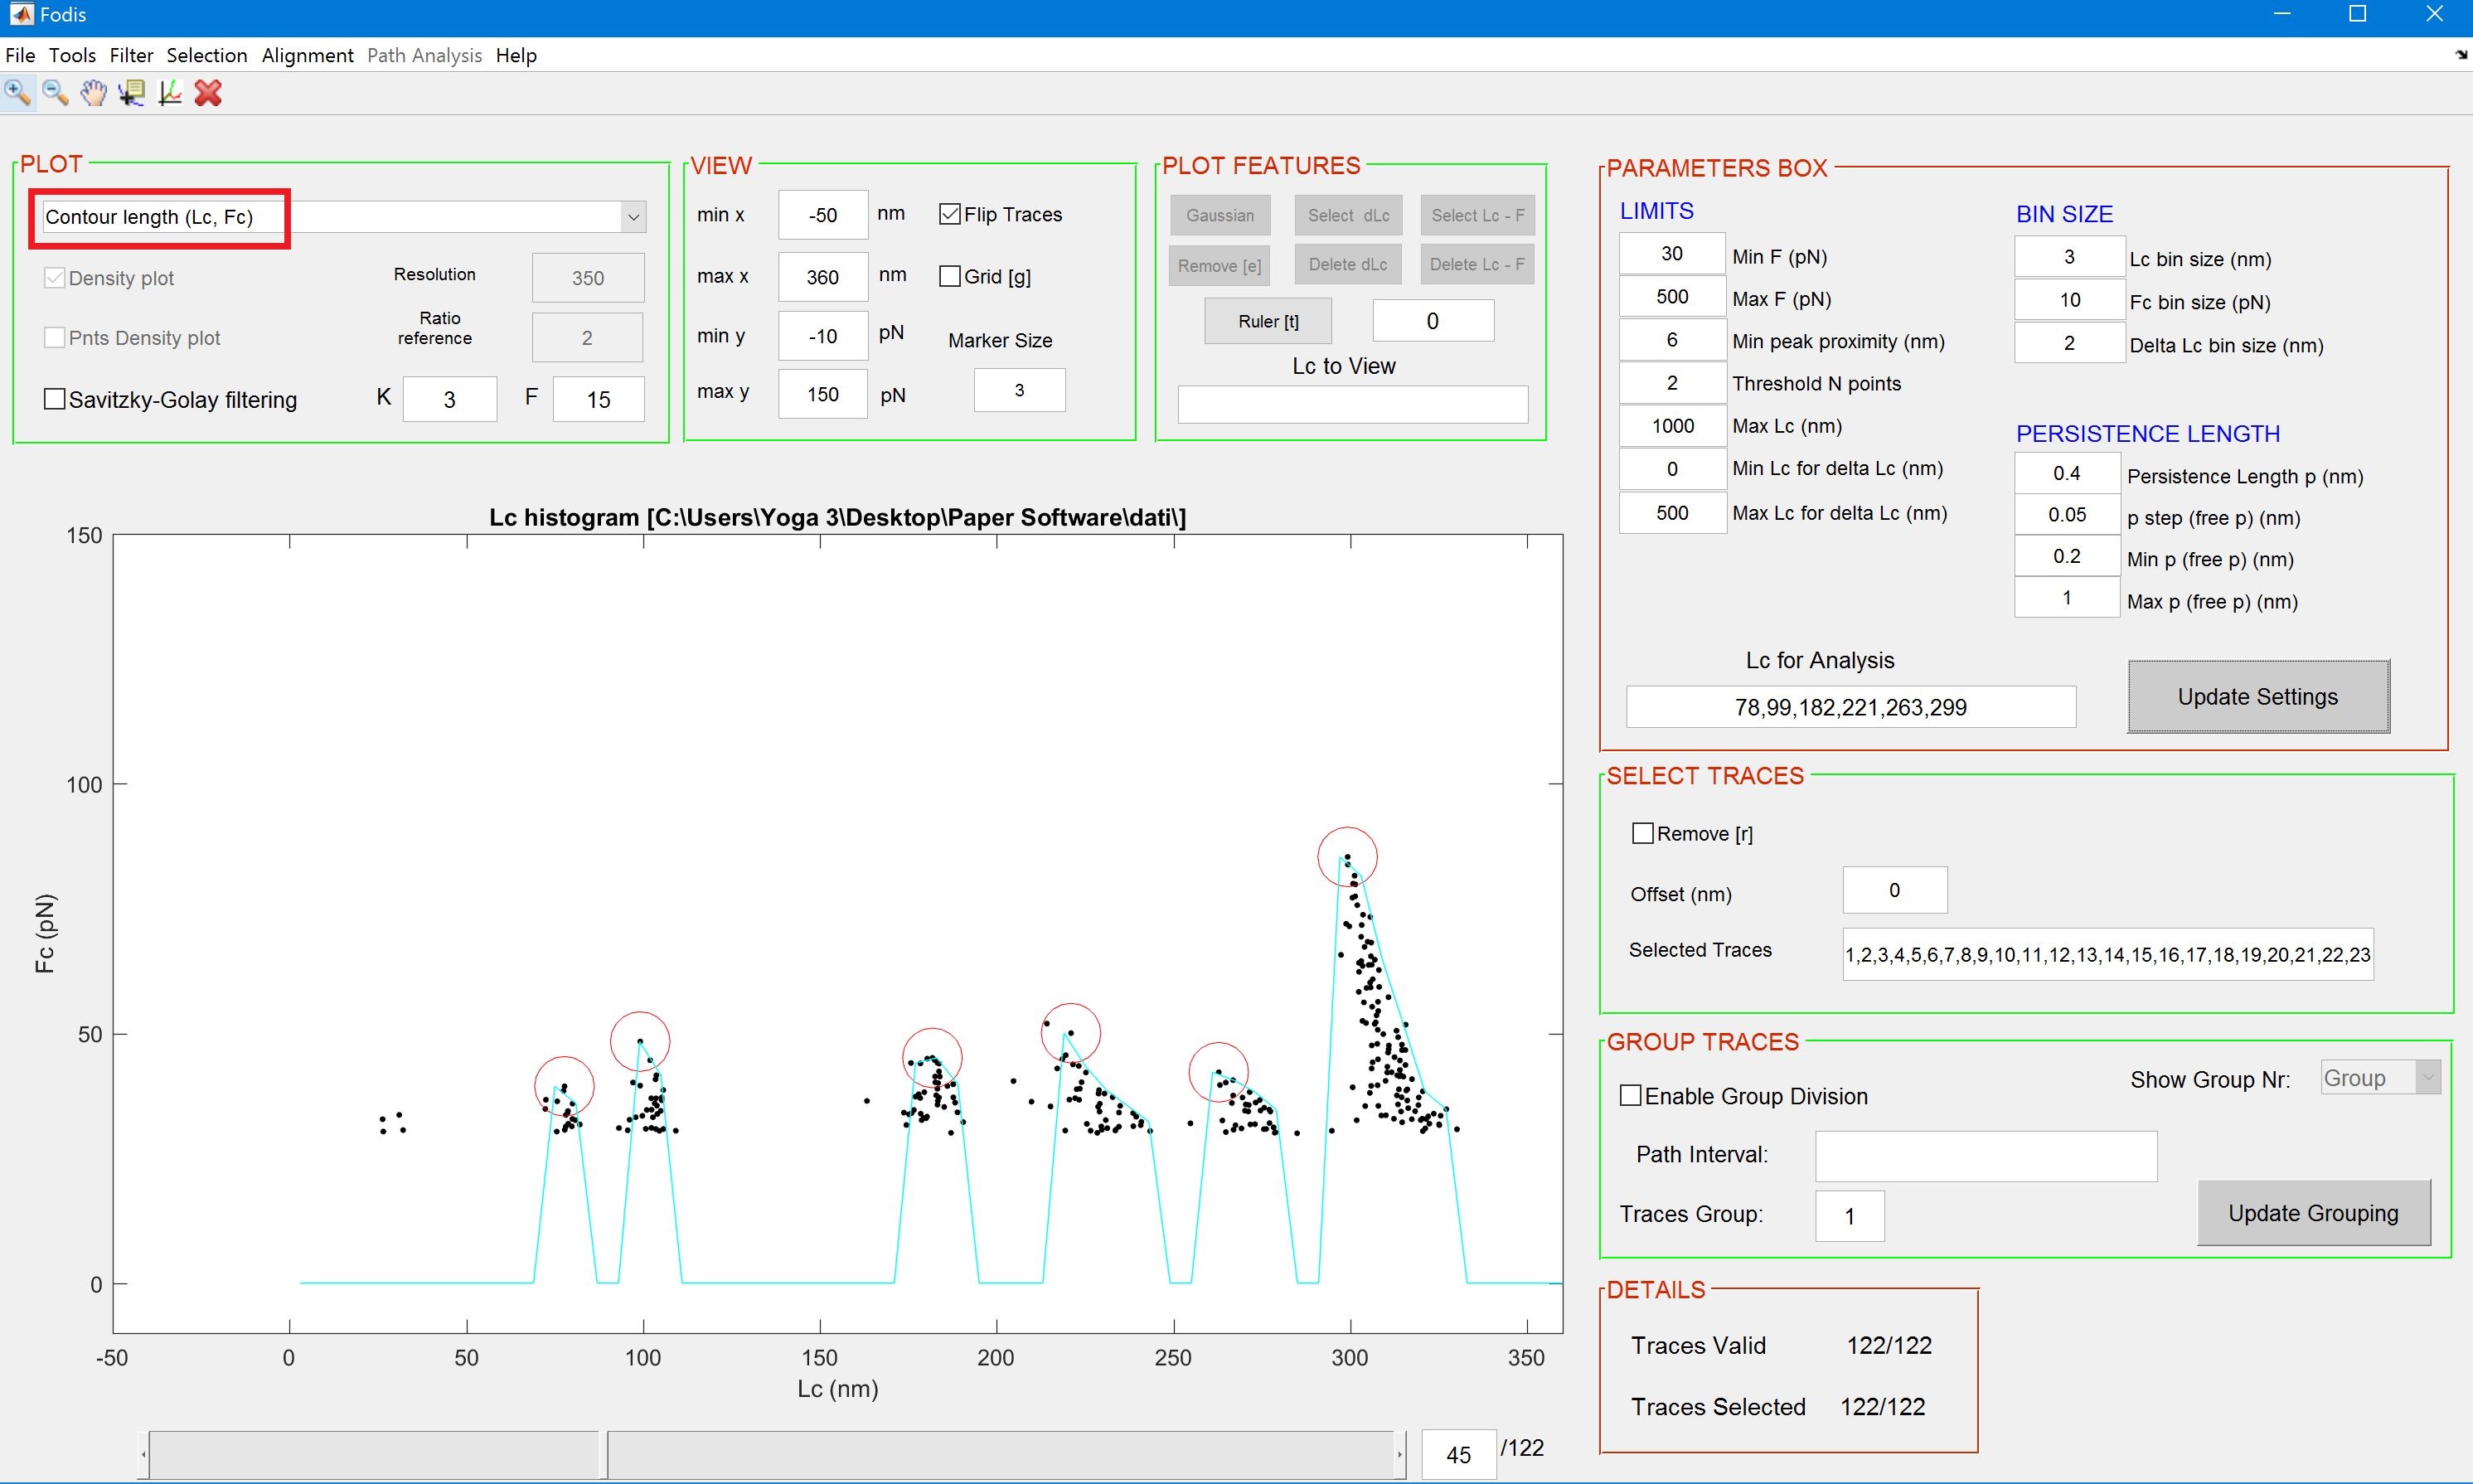 Fodis
File Tools Filter Selection Alignment Path Analysis Help
PLOT
Contour length (Lc, Fc)
Density plot
Resolution
350
Pnts Density plot
Ratio
reference
2
Savitzky-Golay filtering
K
3
F
15
VIEW
min x
-50
nm
Flip Traces
max x
360
nm
Grid [g]
min y
-10
pN
Marker Size
max y
150
pN
3
PLOT FEATURES
Gaussian
Select dLc
Select Lc - F
Remove [e]
Delete dLc
Delete Lc - F
Ruler [t]
0
Lc to View
PARAMETERS BOX
LIMITS
30 Min F (pN)
500 Max F (pN)
6 Min peak proximity (nm)
2 Threshold N points
1000 Max Lc (nm)
0 Min Lc for delta Lc (nm)
500 Max Lc for delta Lc (nm)
BIN SIZE
3 Lc bin size (nm)
10 Fc bin size (pN)
2 Delta Lc bin size (nm)
PERSISTENCE LENGTH
0.4 Persistence Length p (nm)
0.05 p step (free p) (nm)
0.2 Min p (free p) (nm)
1 Max p (free p) (nm)
Lc for Analysis
78,99,182,221,263,299
Update Settings
Lc histogram [C:\Users\Yoga 3\Desktop\Paper Software\dati\]
150
100
50
0
Fc (pN)
-50 0 50 100 150 200 250 300 350
Lc (nm)
45 /122
SELECT TRACES
Remove [r]
Offset (nm)
0
Selected Traces
1,2,3,4,5,6,7,8,9,10,11,12,13,14,15,16,17,18,19,20,21,22,23
GROUP TRACES
Enable Group Division
Show Group Nr:
Group
Path Interval:
Traces Group:
1
Update Grouping
DETAILS
Traces Valid 122/122
Traces Selected 122/122